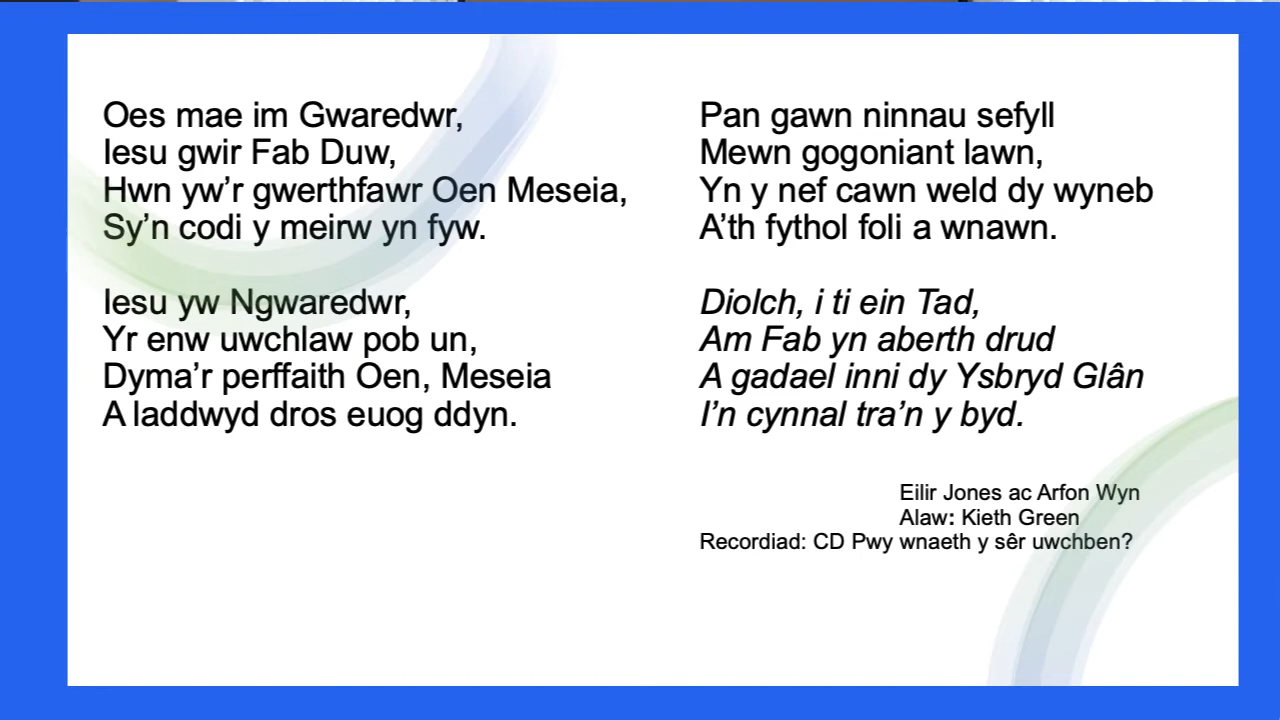 Oes mae im Gwaredwr,
Iesu gwir Fab Duw,
Hwn yw’r gwerthfawr Oen Meseia,
Sy’n codi y meirw yn fyw.
Iesu yw Ngwaredwr,
Yr enw uwchlaw pob un,
Dyma’r perffaith Oen, Meseia
A laddwyd dros euog ddyn.
Pan gawn ninnau sefyll
Mewn gogoniant lawn,
Yn y nef cawn weld dy wyneb
A’th fythol foli a wnawn.
Diolch, i ti ein Tad,
Am Fab yn aberth drud
A gadael inni dy Ysbryd Glân
I’n cynnal tra’n y byd.
Eilir Jones ac Arfon Wyn
Alaw: Kieth Green
Recordiad: CD Pwy wnaeth y sêr uwchben?